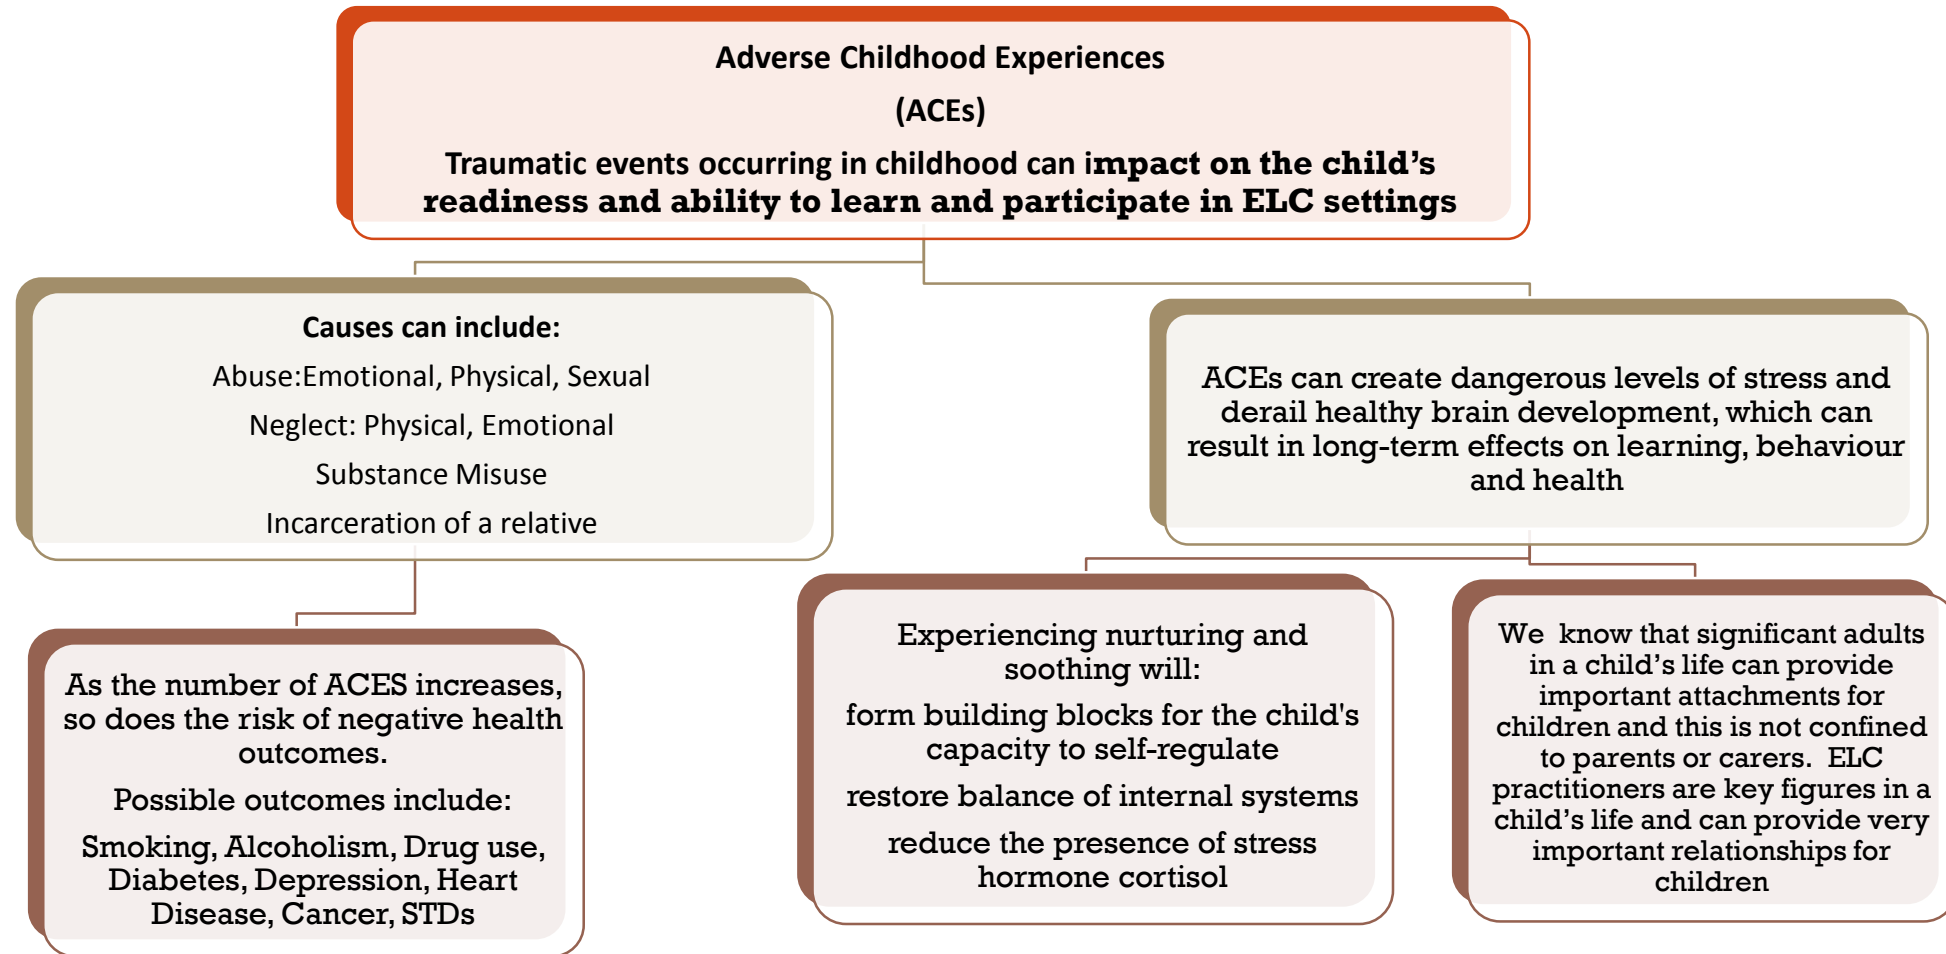 Adverse Childhood Experiences
(ACEs)
Traumatic events occurring in childhood can impact on the child’s
readiness and ability to learn and participate in ELC settings
Causes can include:
Abuse:Emotional, Physical, Sexual
Neglect: Physical, Emotional
Substance Misuse
Incarceration of a relative
ACEs can create dangerous levels of stress and
derail healthy brain development, which can
result in long-term effects on learning, behaviour
and health
As the number of ACES increases,
so does the risk of negative health
outcomes.
Possible outcomes include:
Smoking, Alcoholism, Drug use,
Diabetes, Depression, Heart
Disease, Cancer, STDs
Experiencing nurturing and
soothing will:
form building blocks for the child's
capacity to self-regulate
restore balance of internal systems
reduce the presence of stress
hormone cortisol
We  know that significant adults
in a child’s life can provide
important attachments for
children and this is not confined
to parents or carers.  ELC
practitioners are key figures in a
child’s life and can provide very
important relationships for
children